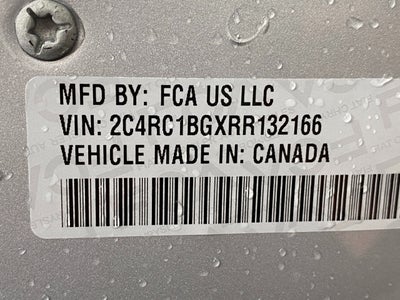 MFD BY: FCA US LLC
VIN: 2C4RC1BGXRR132166
VEHICLE MADE IN: CANADA